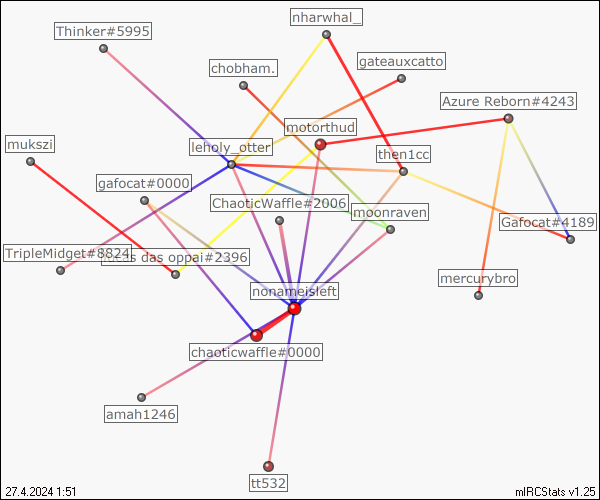 nharwhal_
Thinker#5995
gateauxcatto
chobham.
Azure Reborn#4243
motorthud
mukszi
leholy_otter
then1cc
gafocat#0000
ChaoticWaffle#2006
moonraven
Gafocat#4189
TripleMidget#8824
das oppai#2396
mercurybro
nonameisleft
chaoticwaffle#0000
amah1246
tt532
27.4.2024 1:51
mIRCStats v1.25